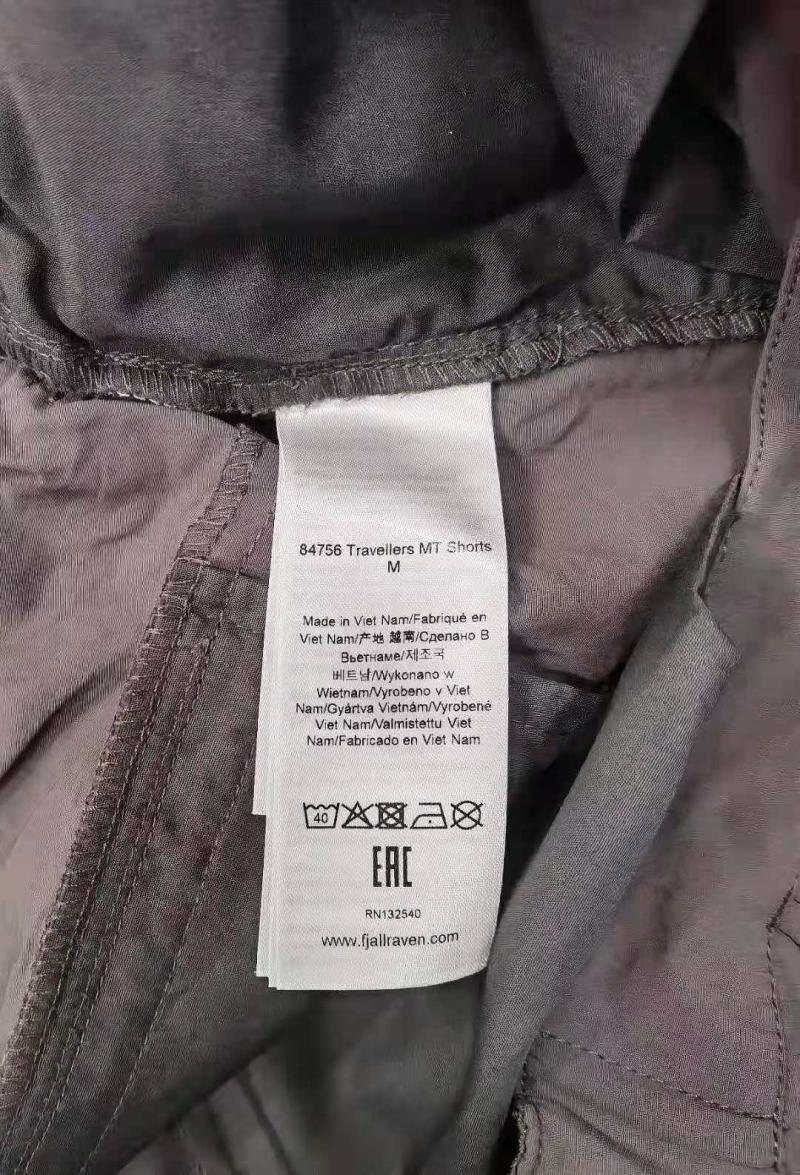 84756 Travellers MT Shorts
M
Made in Viet Nam/Fabriqué en
Viet Nam/产地 越南/Сделано В
Вьетнаме/제조국
베트남/Wykonano w
Wietnam/Vyrobeno v Viet
Nam/Gyártva Vietnám/Vyrobené
Viet Nam/Valmistettu Viet
Nam/Fabricado en Viet Nam
40
EAC
RN132540
www.fjallraven.com